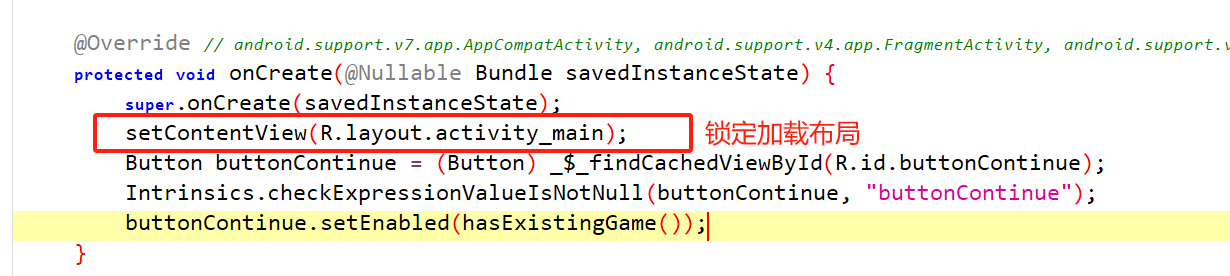 @Override // android.support.v7.app.AppCompatActivity, android.support.v4.app.FragmentActivity, android.support.v
protected void onCreate(@Nullable Bundle savedInstanceState) {
super.onCreate(savedInstanceState);
setContentView(R.layout.activity_main); 锁定加载布局
Button buttonContinue = (Button) _$_findCachedViewById(R.id.buttonContinue);
Intrinsics.checkExpressionValueIsNotNull(buttonContinue, "buttonContinue");
buttonContinue.setEnabled(hasExistingGame());
}